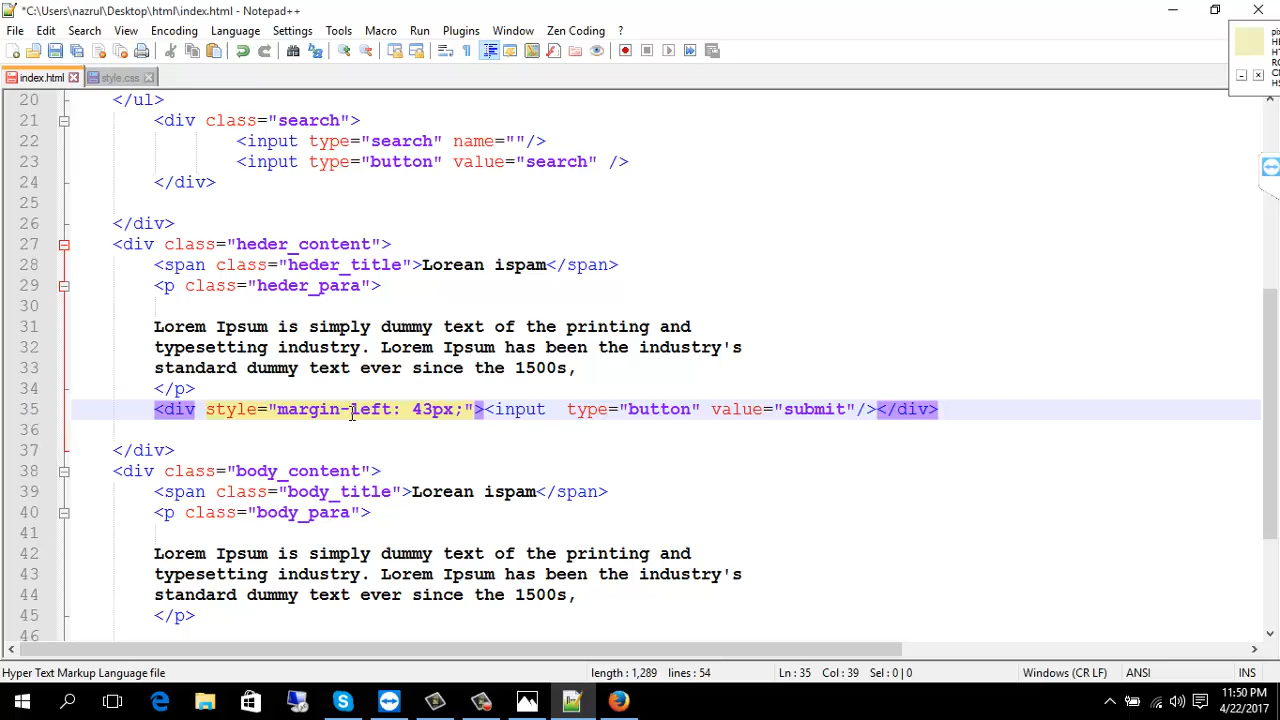 *C:\Users\nazrul\Desktop\html\index.html - Notepad++
File Edit Search View Encoding Language Settings Tools Macro Run Plugins Window Zen Coding ?
index.html style.css
20 </ul>
21 <div class="search">
22 <input type="search" name=""/>
23 <input type="button" value="search" />
24 </div>
25
26 </div>
27 <div class="heder_content">
28 <span class="heder_title">Lorean ispam</span>
29 <p class="heder_para">
30
31 Lorem Ipsum is simply dummy text of the printing and
32 typesetting industry. Lorem Ipsum has been the industry's
33 standard dummy text ever since the 1500s,
34 </p>
35 <div style="margin-left: 43px;"><input  type="button" value="submit"/></div>
36
37 </div>
38 <div class="body_content">
39 <span class="body_title">Lorean ispam</span>
40 <p class="body_para">
41
42 Lorem Ipsum is simply dummy text of the printing and
43 typesetting industry. Lorem Ipsum has been the industry's
44 standard dummy text ever since the 1500s,
45 </p>
46
Hyper Text Markup Language file length : 1,289 lines : 54 Ln : 35 Col : 39 Sel : 0 | 0 Windows (CR LF) ANSI INS
11:50 PM
4/22/2017